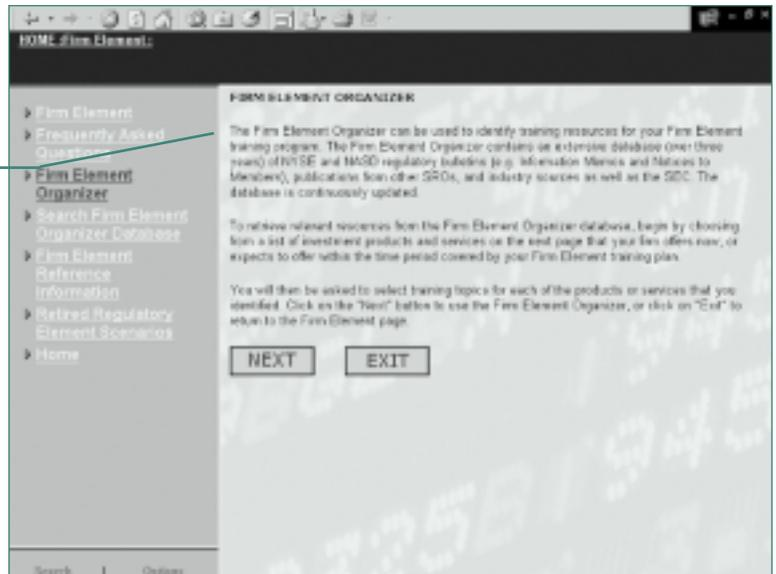 HOME :Firm Element:
Firm Element
Frequently Asked
Questions
Firm Element
Organizer
Search Firm Element
Organizer Database
Firm Element
Reference
Information
Retired Regulatory
Element Scenarios
Home
Search | Options
FIRM ELEMENT ORGANIZER
The Firm Element Organizer can be used to identify training resources for your Firm Element
training program. The Firm Element Organizer contains an extensive database (over three
years) of NYSE and NASD regulatory bulletins (e.g. Information Memos and Notices to
Members), publications from other SROs, and industry sources as well as the SEC. The
database is continuously updated.
To retrieve relevant resources from the Firm Element Organizer database, begin by choosing
from a list of investment products and services on the next page that your firm offers now, or
expects to offer within the time period covered by your Firm Element training plan.
You will then be asked to select training topics for each of the products or services that you
identified. Click on the "Next" button to use the Firm Element Organizer, or click on "Exit" to
return to the Firm Element page.
NEXT EXIT